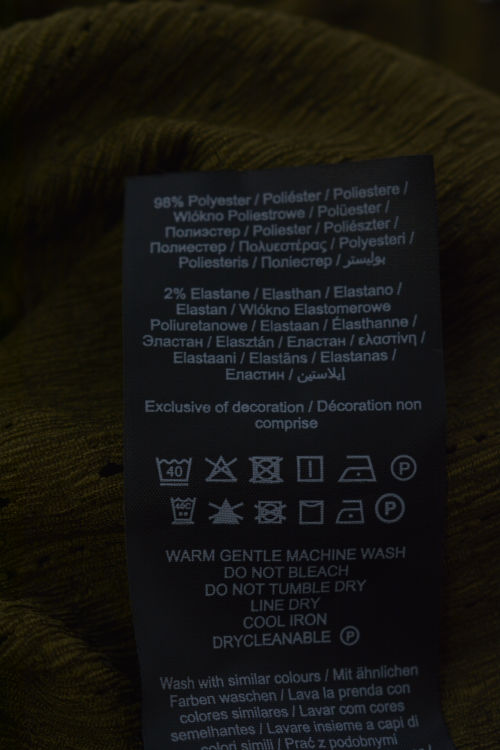 98% Polyester / Poliéster / Poliestere /
Włókno Poliestrowe / Polüester /
Полиэстер / Poliester / Poliészter /
Полиестер / Πολυεστέρας / Polyesteri /
Poliesteris / Поліестер / بوليستر
2% Elastane / Elasthan / Elastano /
Elastan / Włókno Elastomerowe
Poliuretanowe / Elastaan / Élasthanne /
Эластан / Elasztán / Еластан / ελαστίνη /
Elastaani / Elastāns / Elastanas /
Еластин / إيلاستين
Exclusive of decoration / Décoration non
comprise
40 P
40C P
WARM GENTLE MACHINE WASH
DO NOT BLEACH
DO NOT TUMBLE DRY
LINE DRY
COOL IRON
DRYCLEANABLE P
Wash with similar colours / Mit ähnlichen
Farben waschen / Lava la prenda con
colores similares / Lavar com cores
semelhantes / Lavare insieme a capi di
colori simili / Prać z podobnymi